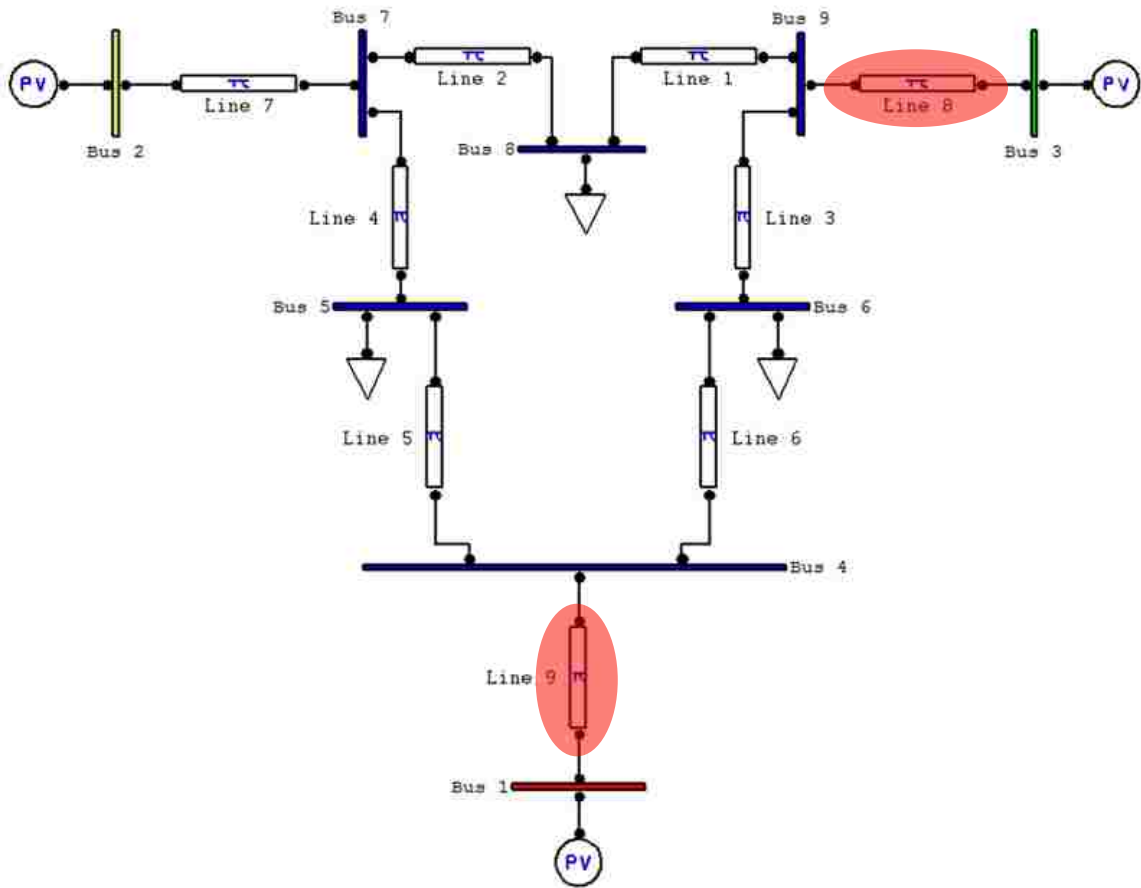 Bus 7
Bus 9
π
π
π
π
PV
Line 7
Line 2
Line 1
Line 8
PV
Bus 2
Bus 8
Bus 3
Line 4
π
π
Line 3
Bus 5
Bus 6
Line 5
π
π
Line 6
Bus 4
Line 9
π
Bus 1
PV